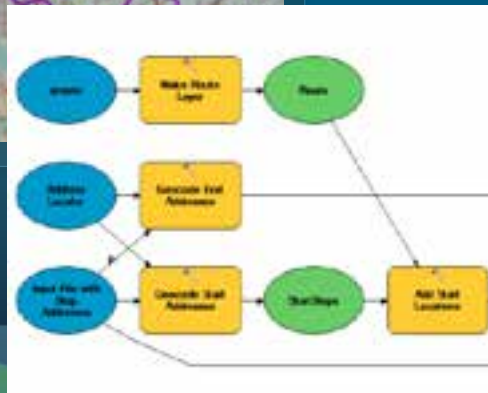 Make Route
Layer
Route
Address
Locator
Geocode End
Addresses
Input File with
Stop
Addresses
Geocode Start
Addresses
StartStops
Add Start
Locations